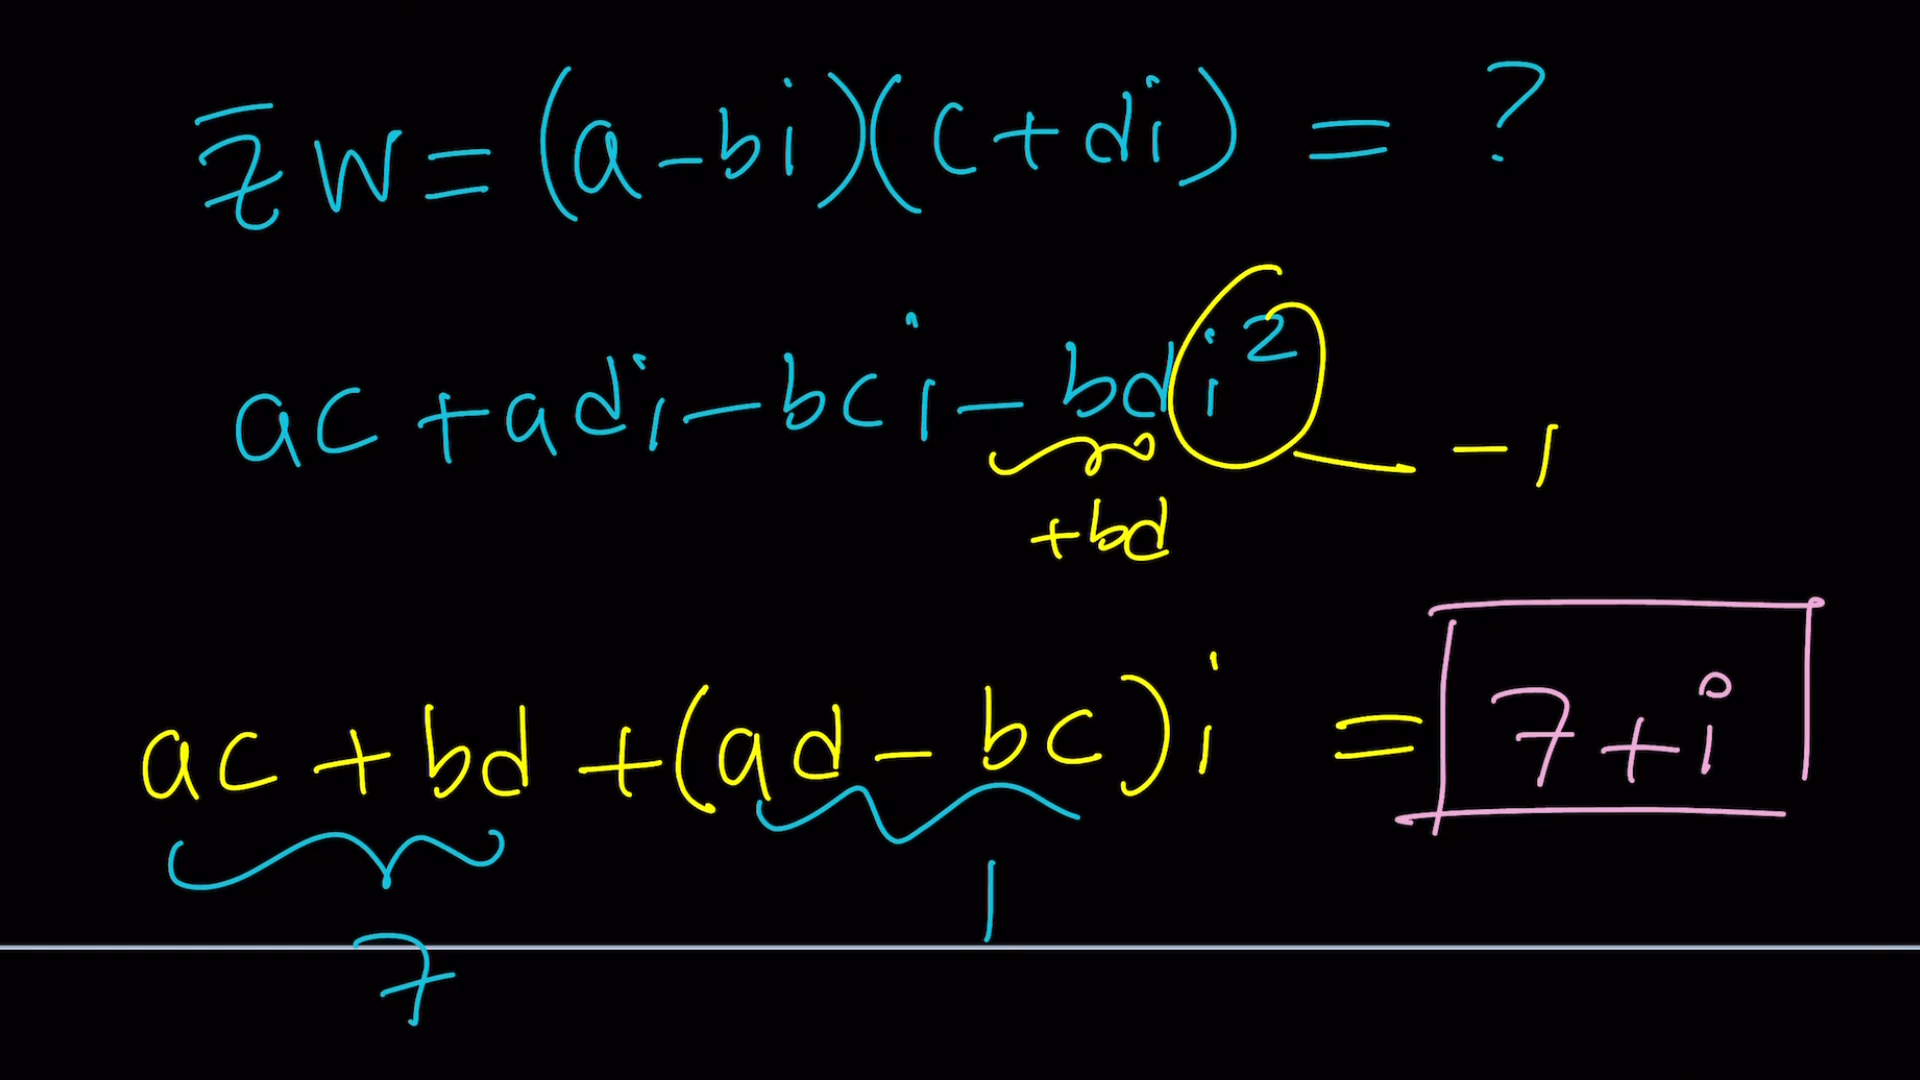 z̅w = (a-bi)(c+di) = ?
ac + adi - bci - bdi²
-1
+bd
ac + bd + (ad - bc)i = 7+i
1
7